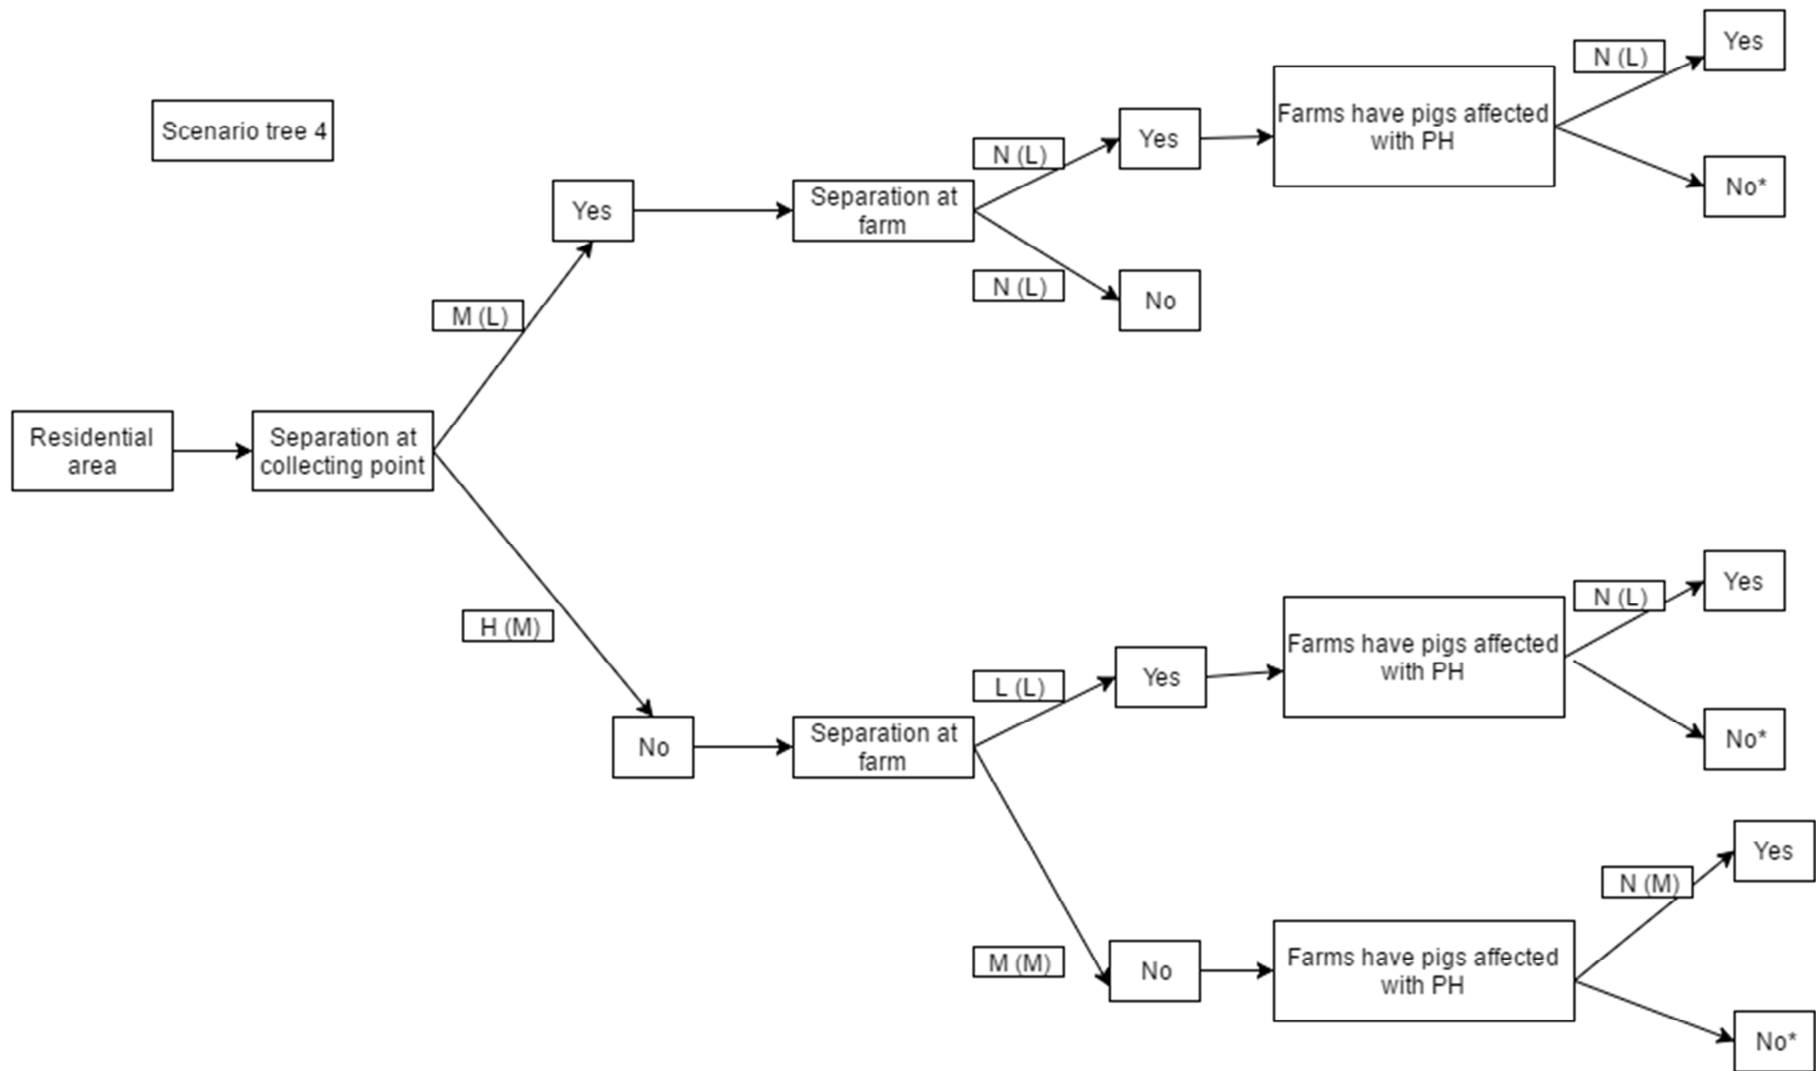 N (L)
Yes
Scenario tree 4
Farms have pigs affected
with PH
N (L)
Yes
No*
Yes
Separation at
farm
N (L)
No
M (L)
Residential
area
Separation at
collecting point
H (M)
N (L)
Yes
Farms have pigs affected
with PH
L (L)
Yes
No
Separation at
farm
No*
N (M)
Yes
M (M)
No
Farms have pigs affected
with PH
No*